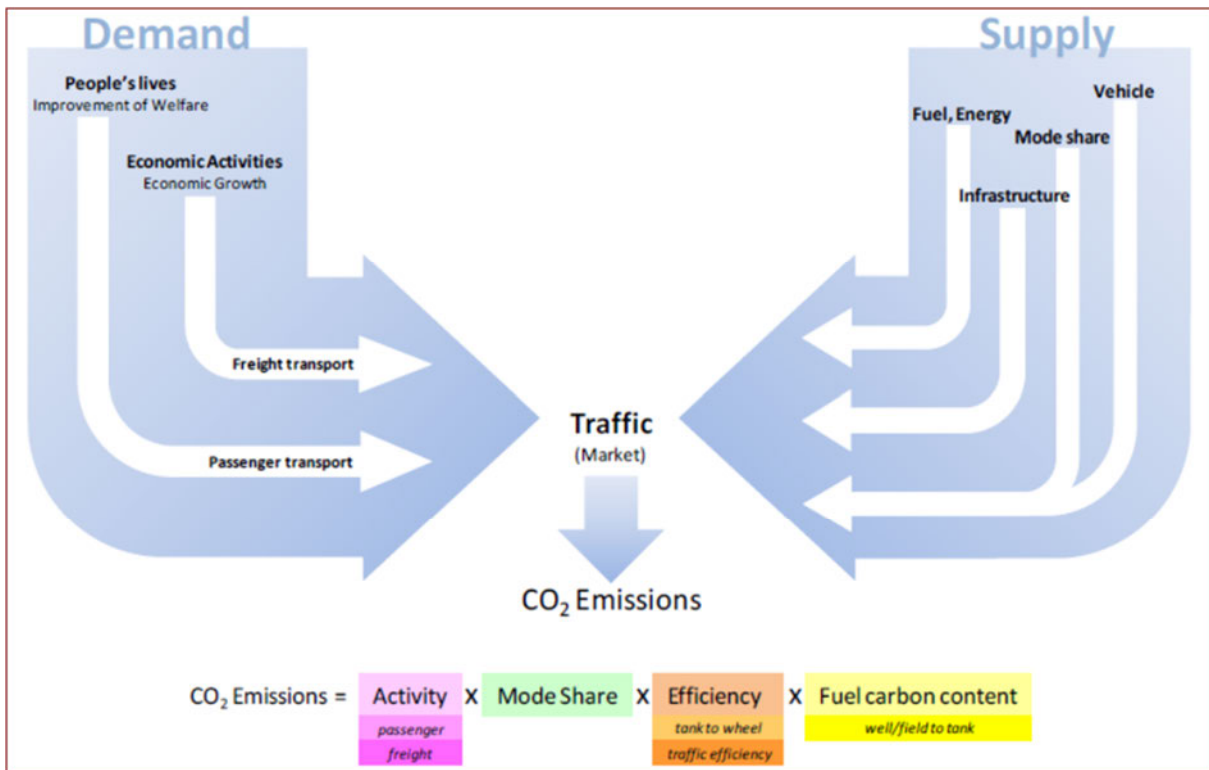 Demand
People's lives
Improvement of Welfare
Economic Activities
Economic Growth
Freight transport
Passenger transport
Supply
Vehicle
Fuel, Energy
Mode share
Infrastructure
Traffic
(Market)
CO₂ Emissions
CO₂ Emissions = Activity X Mode Share X Efficiency X Fuel carbon content
passenger tank to wheel well/field to tank
freight traffic efficiency